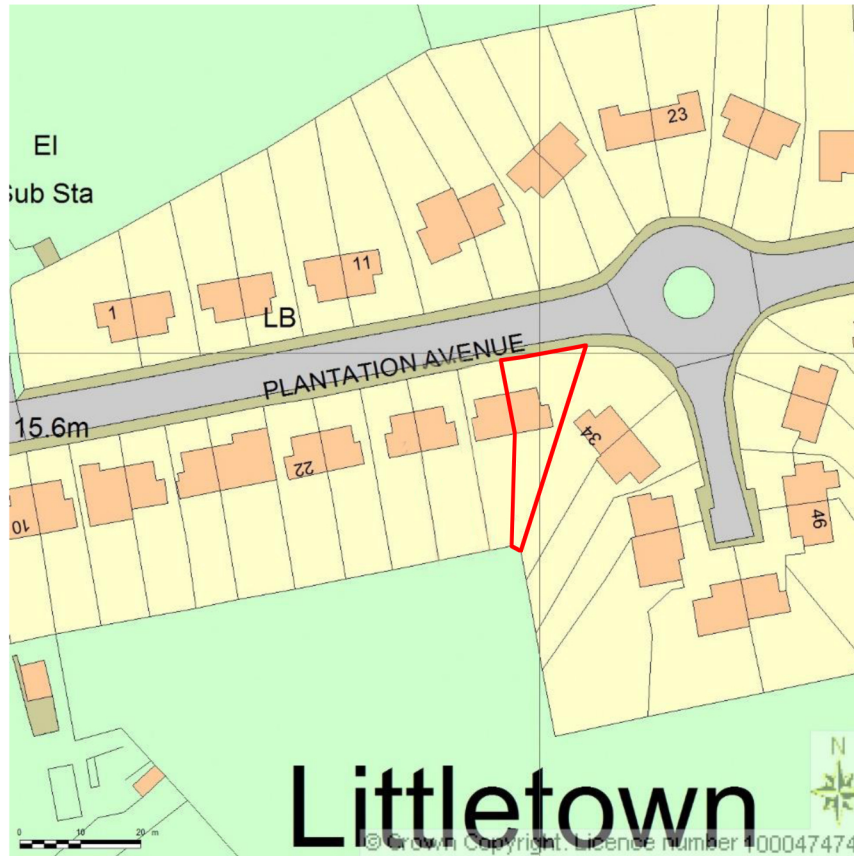 23
El
Sub Sta
11
1
LB
PLANTATION AVENUE
15.6m
34
22
10
46
N
Littletown
0 10 20 m
© Crown Copyright. Licence number 100047474